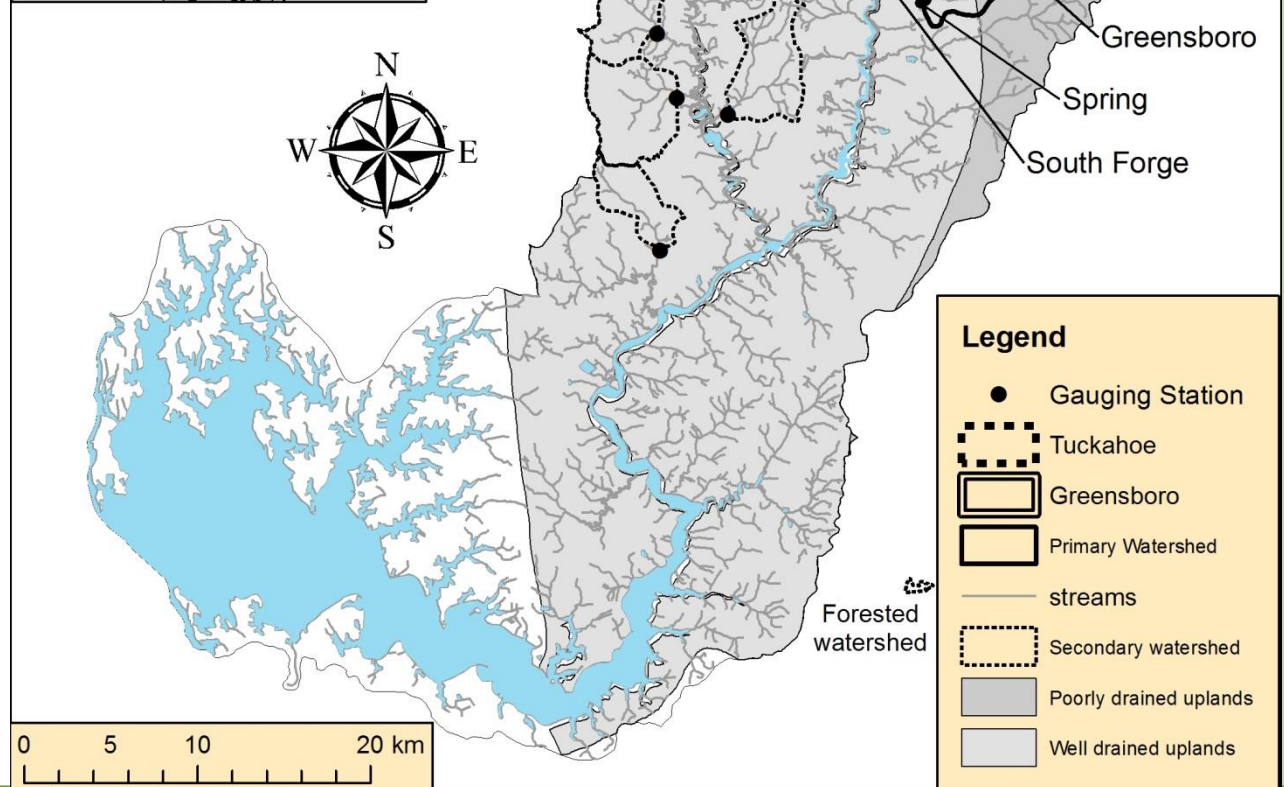 Greensboro
Spring
South Forge
N
W
E
S
Legend
Gauging Station
Tuckahoe
Greensboro
Primary Watershed
streams
Secondary watershed
Poorly drained uplands
Well drained uplands
Forested
watershed
0 5 10 20 km